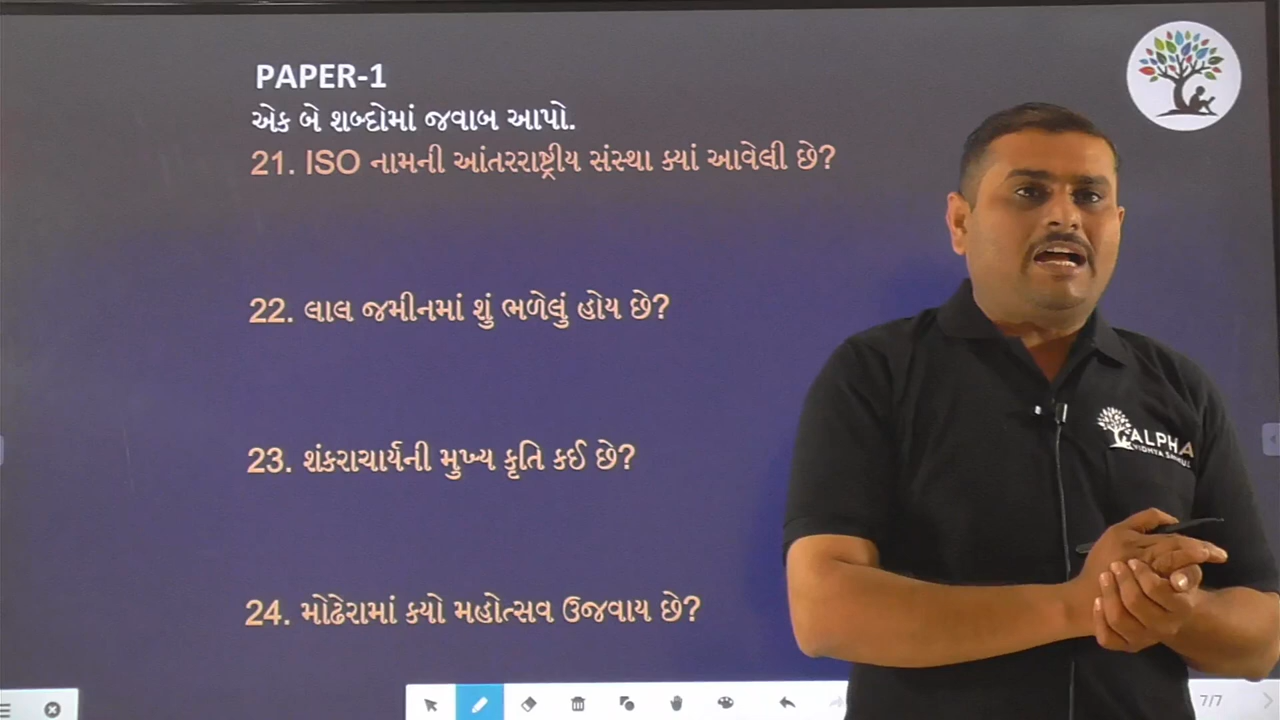 PAPER-1
એક બે શબ્દોમાં જવાબ આપો.
21. ISO નામની આંતરરાષ્ટ્રીય સંસ્થા ક્યાં આવેલી છે?
22. લાલ જમીનમાં શું ભળેલું હોય છે?
23. શંકરાચાર્યની મુખ્ય કૃતિ કઈ છે?
24. મોઢેરામાં કયો મહોત્સવ ઉજવાય છે?
ALPHA
7/7